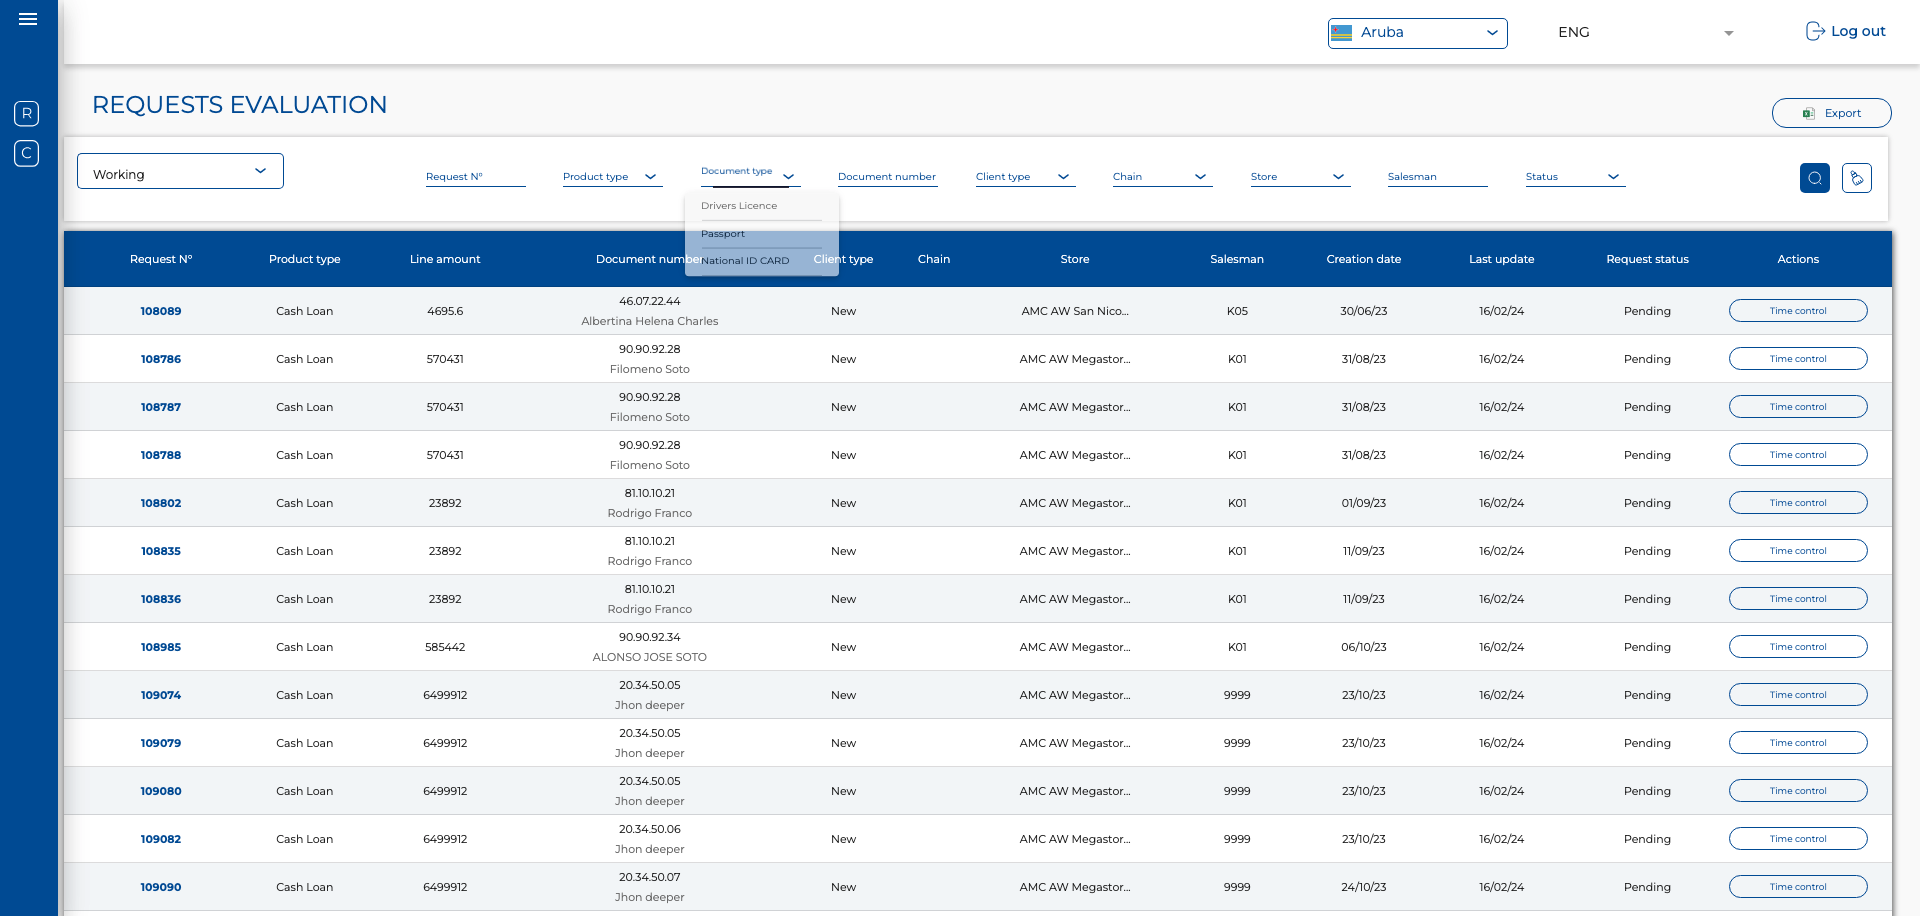 Aruba
ENG
Log out
R
C
REQUESTS EVALUATION
Export
Working
Request N°
Product type
Document type
Document number
Client type
Chain
Store
Salesman
Status
Drivers Licence
Passport
National ID CARD
Request N° Product type Line amount Document number Client type Chain Store Salesman Creation date Last update Request status Actions
108089 Cash Loan 4695.6 46.07.22.44 New AMC AW San Nico... K05 30/06/23 16/02/24 Pending Time control
Albertina Helena Charles
108786 Cash Loan 570431 90.90.92.28 New AMC AW Megastor... K01 31/08/23 16/02/24 Pending Time control
Filomeno Soto
108787 Cash Loan 570431 90.90.92.28 New AMC AW Megastor... K01 31/08/23 16/02/24 Pending Time control
Filomeno Soto
108788 Cash Loan 570431 90.90.92.28 New AMC AW Megastor... K01 31/08/23 16/02/24 Pending Time control
Filomeno Soto
108802 Cash Loan 23892 81.10.10.21 New AMC AW Megastor... K01 01/09/23 16/02/24 Pending Time control
Rodrigo Franco
108835 Cash Loan 23892 81.10.10.21 New AMC AW Megastor... K01 11/09/23 16/02/24 Pending Time control
Rodrigo Franco
108836 Cash Loan 23892 81.10.10.21 New AMC AW Megastor... K01 11/09/23 16/02/24 Pending Time control
Rodrigo Franco
108985 Cash Loan 585442 90.90.92.34 New AMC AW Megastor... K01 06/10/23 16/02/24 Pending Time control
ALONSO JOSE SOTO
109074 Cash Loan 6499912 20.34.50.05 New AMC AW Megastor... 9999 23/10/23 16/02/24 Pending Time control
Jhon deeper
109079 Cash Loan 6499912 20.34.50.05 New AMC AW Megastor... 9999 23/10/23 16/02/24 Pending Time control
Jhon deeper
109080 Cash Loan 6499912 20.34.50.05 New AMC AW Megastor... 9999 23/10/23 16/02/24 Pending Time control
Jhon deeper
109082 Cash Loan 6499912 20.34.50.06 New AMC AW Megastor... 9999 23/10/23 16/02/24 Pending Time control
Jhon deeper
109090 Cash Loan 6499912 20.34.50.07 New AMC AW Megastor... 9999 24/10/23 16/02/24 Pending Time control
Jhon deeper